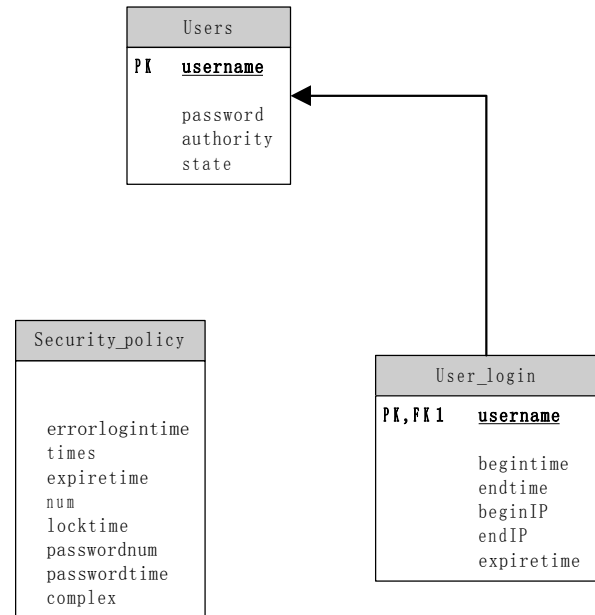 Users
PK username
password
authority
state
Security_policy
errorlogintime
times
expiretime
num
locktime
passwordnum
passwordtime
complex
User_login
PK,FK1 username
begintime
endtime
beginIP
endIP
expiretime